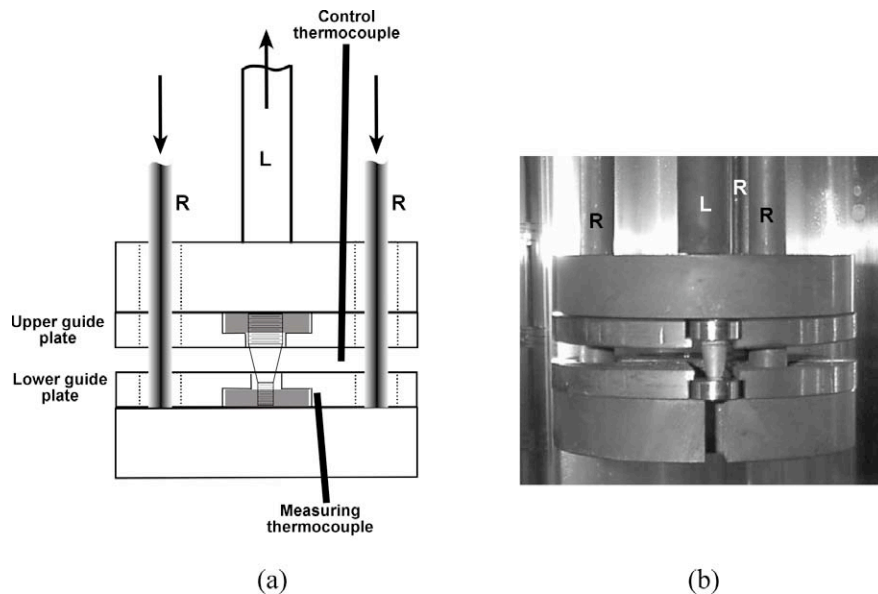 Control
thermocouple
L
R
R
Upper guide
plate
Lower guide
plate
Measuring
thermocouple
(a)
R
L
R
R
(b)